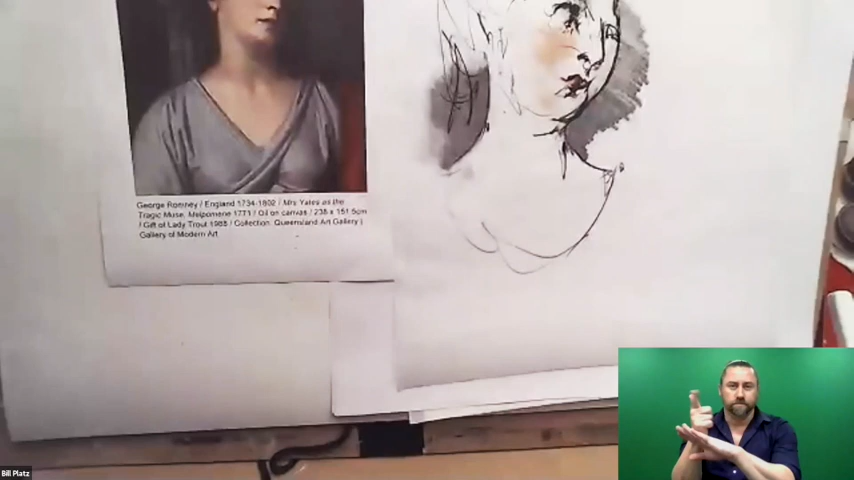 George Romney / England 1734-1802 / Mrs Yates as the
Tragic Muse, Melpomene 1771 / Oil on canvas / 238 x 151.5cm
/ Gift of Lady Trout 1988 / Collection: Queensland Art Gallery |
Gallery of Modern Art
Bill Platz